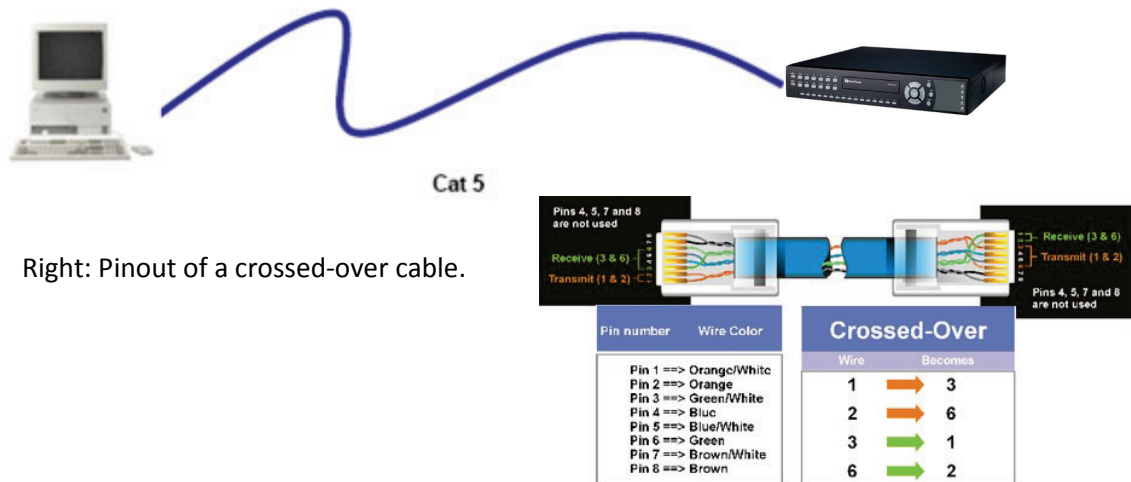 Cat 5
Right: Pinout of a crossed-over cable.
Pins 4, 5, 7 and 8
are not used
Receive (3 & 6)
Transmit (1 & 2)
Receive (3 & 6)
Transmit (1 & 2)
Pins 4, 5, 7 and 8
are not used
Pin number Wire Color
Pin 1 ==> Orange/White
Pin 2 ==> Orange
Pin 3 ==> Green/White
Pin 4 ==> Blue
Pin 5 ==> Blue/White
Pin 6 ==> Green
Pin 7 ==> Brown/White
Pin 8 ==> Brown
Crossed-Over
Wire Becomes
1 3
2 6
3 1
6 2